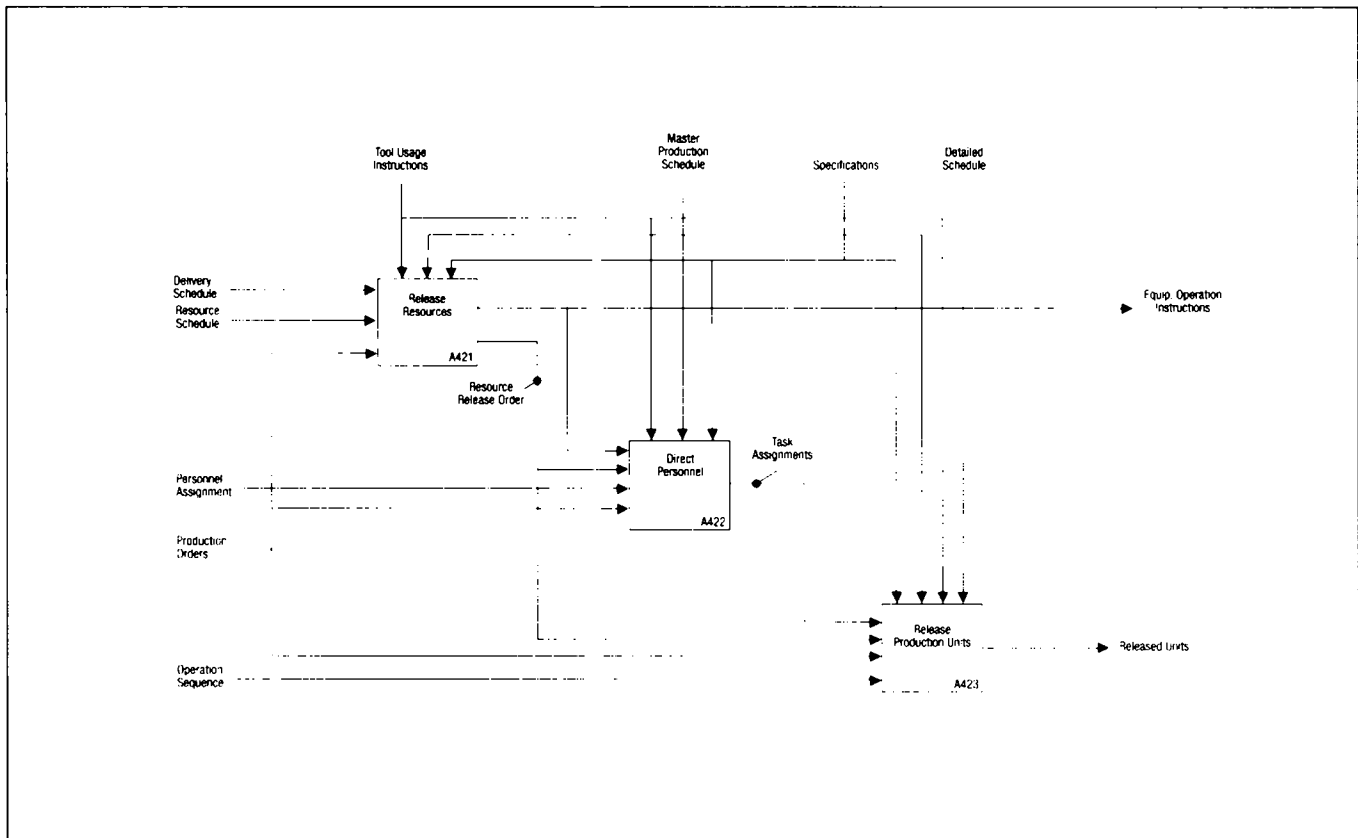 Tool Usage
Instructions
Master
Production
Schedule
Specifications
Detailed
Schedule
Delivery
Schedule
Resource
Schedule
Release
Resources
A421
Equip. Operation
Instructions
Resource
Release Order
Direct
Personnel
A422
Task
Assignments
Personnel
Assignment
Production
Orders
Release
Production Units
A423
Released Units
Operation
Sequence